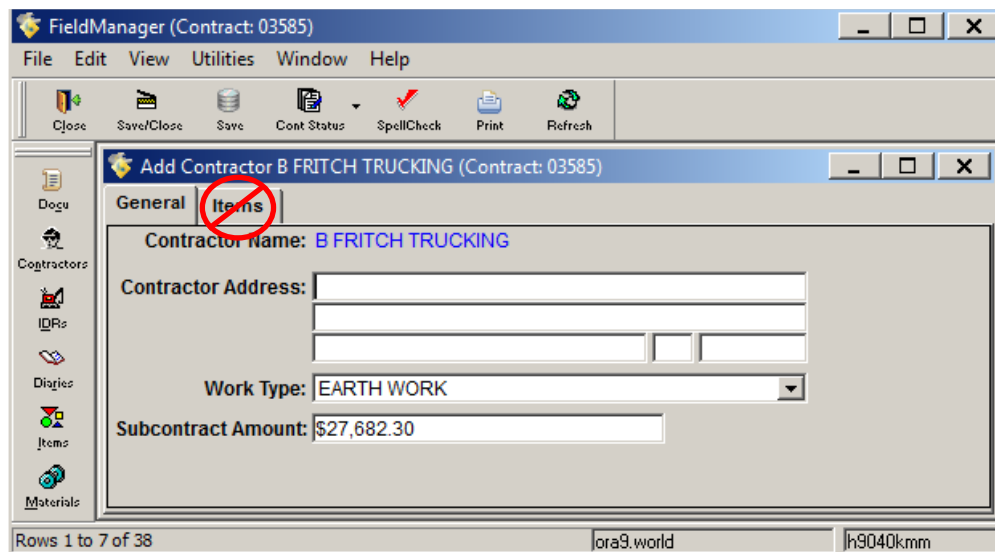 FieldManager (Contract: 03585)
File Edit View Utilities Window Help
Close Save/Close Save Cont Status SpellCheck Print Refresh
Add Contractor B FRITCH TRUCKING (Contract: 03585)
Docu
General Items
Contractor Name: B FRITCH TRUCKING
Contractors
Contractor Address:
IDRs
Diaries
Work Type: EARTH WORK
Subcontract Amount: $27,682.30
Items
Materials
Rows 1 to 7 of 38 ora9.world h9040kmm